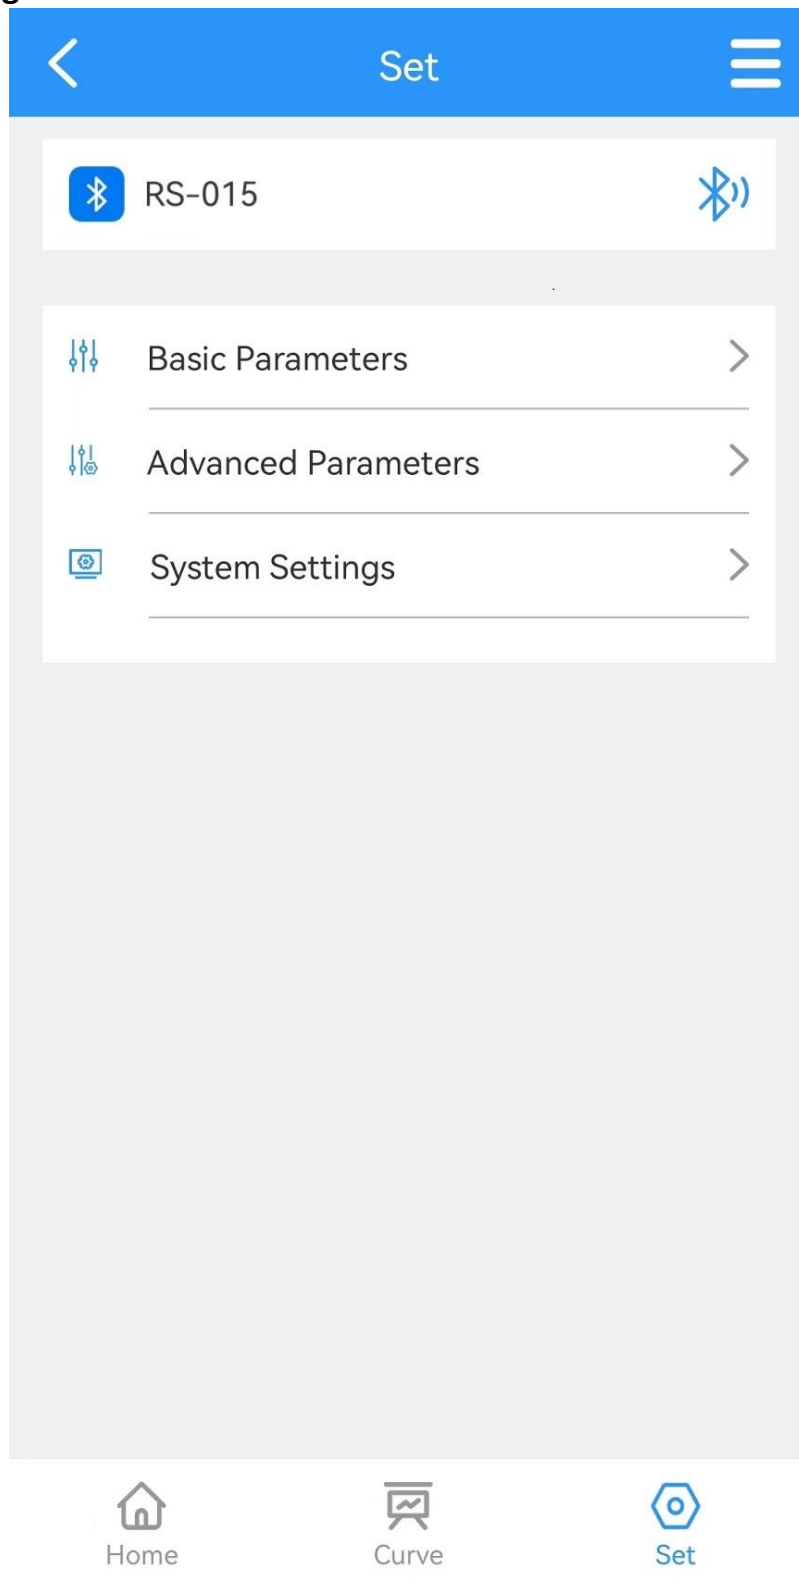 g
Set
RS-015
Basic Parameters
Advanced Parameters
System Settings
Home
Curve
Set